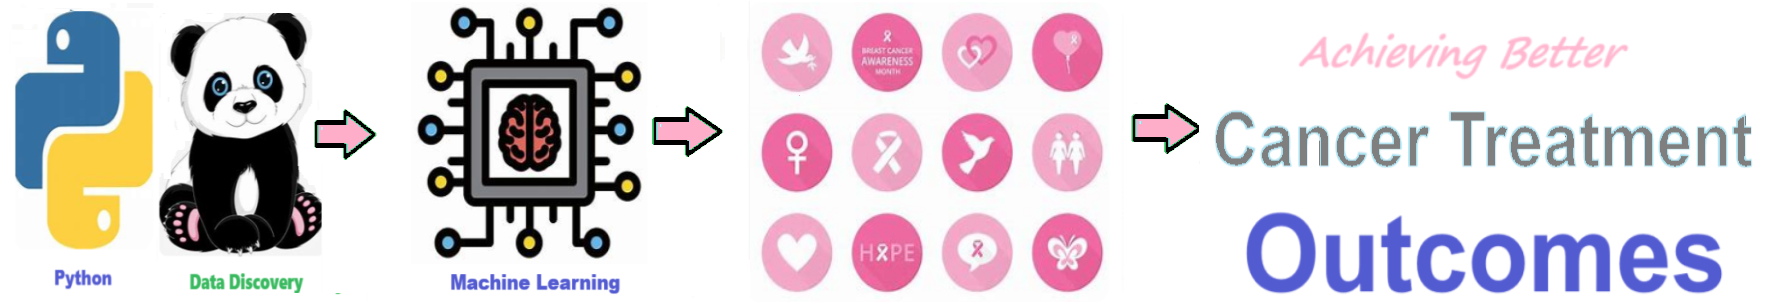 Python
Data Discovery
Machine Learning
BREAST CANCER
AWARENESS
MONTH
HOPE
Achieving Better
Cancer Treatment
Outcomes